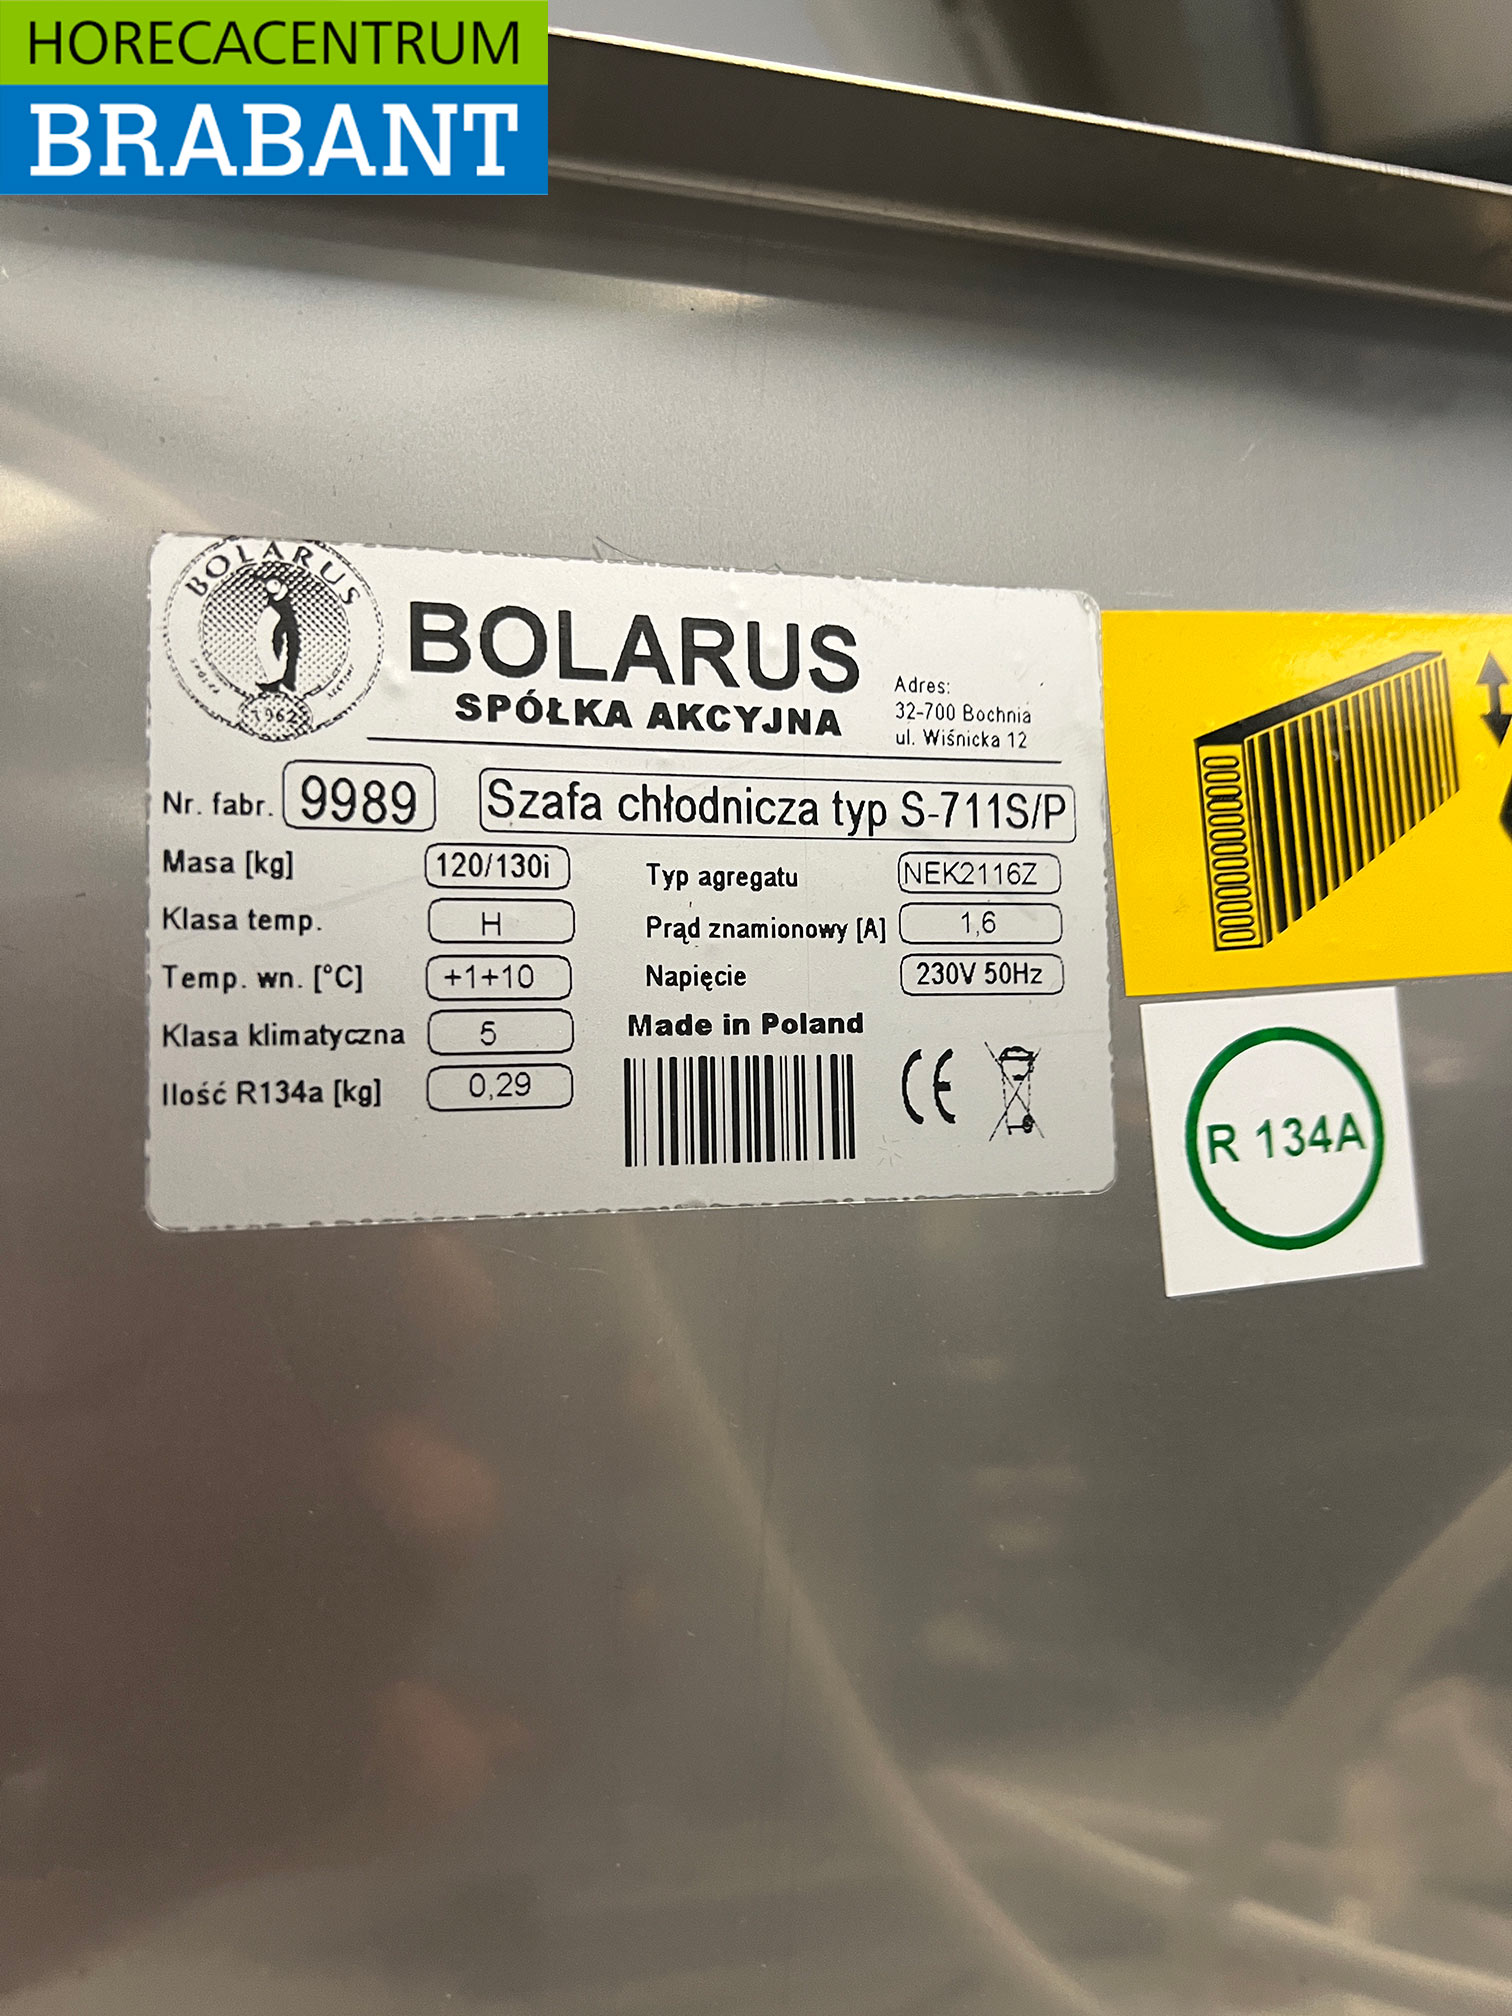 HORECACENTRUM
BRABANT
BOLARUS
1962
BOLARUS
SPÓŁKA AKCYJNA
Adres:
32-700 Bochnia
ul. Wiśnicka 12
Nr. fabr. 9989
Szafa chłodnicza typ S-711S/P
Masa [kg] 120/130i
Klasa temp. H
Temp. wn. [°C] +1+10
Klasa klimatyczna 5
Ilość R134a [kg] 0,29
Typ agregatu NEK2116Z
Prąd znamionowy [A] 1,6
Napięcie 230V 50Hz
Made in Poland
CE
R 134A